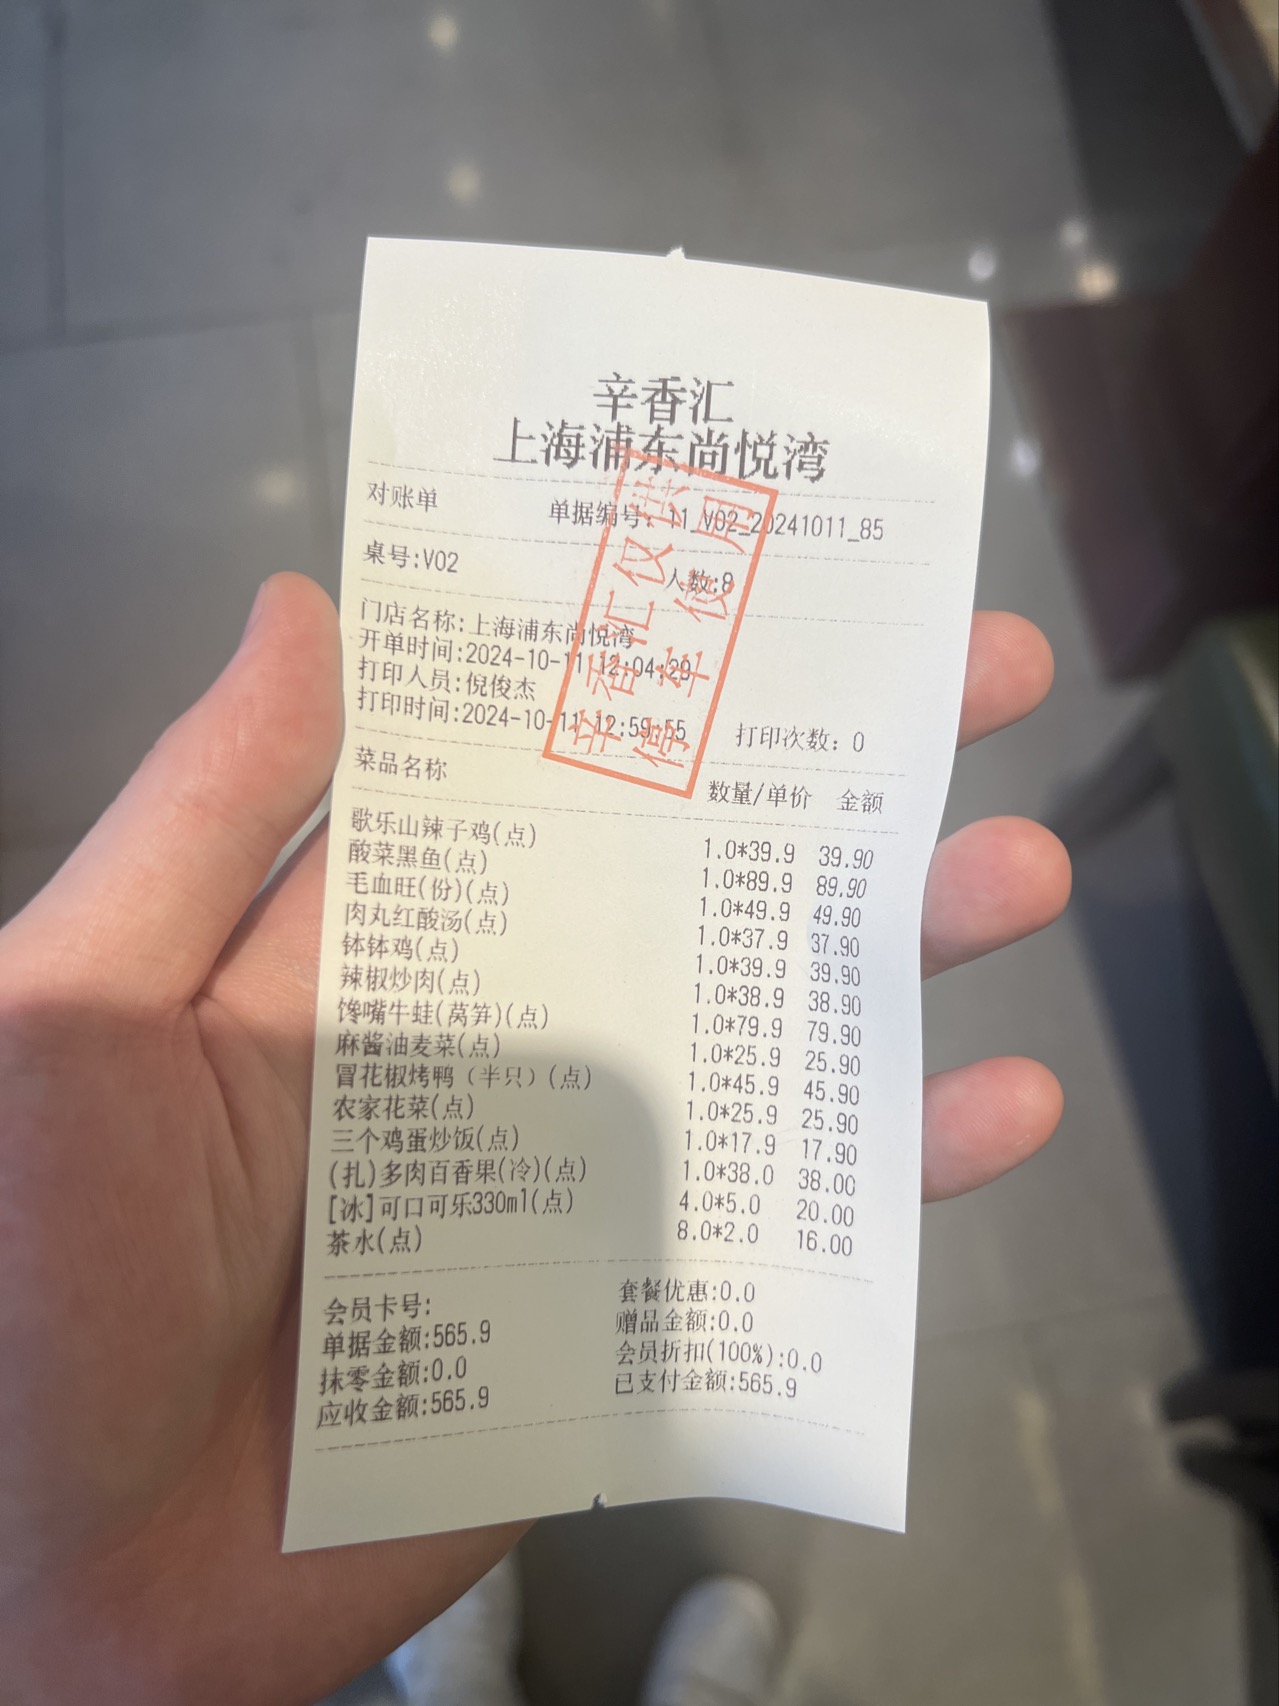 辛香汇
上海浦东尚悦湾
对账单 单据编号: 11_V02_20241011_85
桌号:V02 人数:8
门店名称:上海浦东尚悦湾
开单时间:2024-10-11 12:04:29
打印人员:倪俊杰
打印时间:2024-10-11 12:59:55 打印次数: 0
辛香汇仅供
停车使用
菜品名称 数量/单价 金额
歌乐山辣子鸡(点) 1.0*39.9 39.90
酸菜黑鱼(点) 1.0*89.9 89.90
毛血旺(份)(点) 1.0*49.9 49.90
肉丸红酸汤(点) 1.0*37.9 37.90
钵钵鸡(点) 1.0*39.9 39.90
辣椒炒肉(点) 1.0*38.9 38.90
馋嘴牛蛙(莴笋)(点) 1.0*79.9 79.90
麻酱油麦菜(点) 1.0*25.9 25.90
冒花椒烤鸭（半只）(点) 1.0*45.9 45.90
农家花菜(点) 1.0*25.9 25.90
三个鸡蛋炒饭(点) 1.0*17.9 17.90
(扎)多肉百香果(冷)(点) 1.0*38.0 38.00
[冰]可口可乐330ml(点) 4.0*5.0 20.00
茶水(点) 8.0*2.0 16.00
会员卡号: 套餐优惠:0.0
单据金额:565.9 赠品金额:0.0
抹零金额:0.0 会员折扣(100%):0.0
应收金额:565.9 已支付金额:565.9